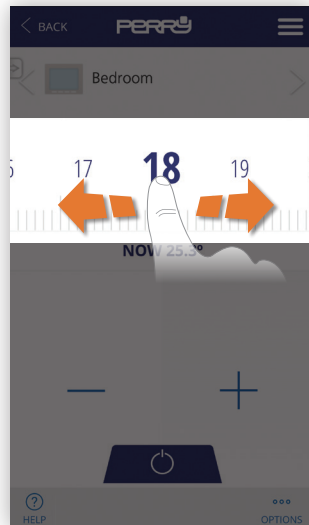 BACK PERRY
Bedroom
17 18 19
NOW 25.3°
HELP OPTIONS